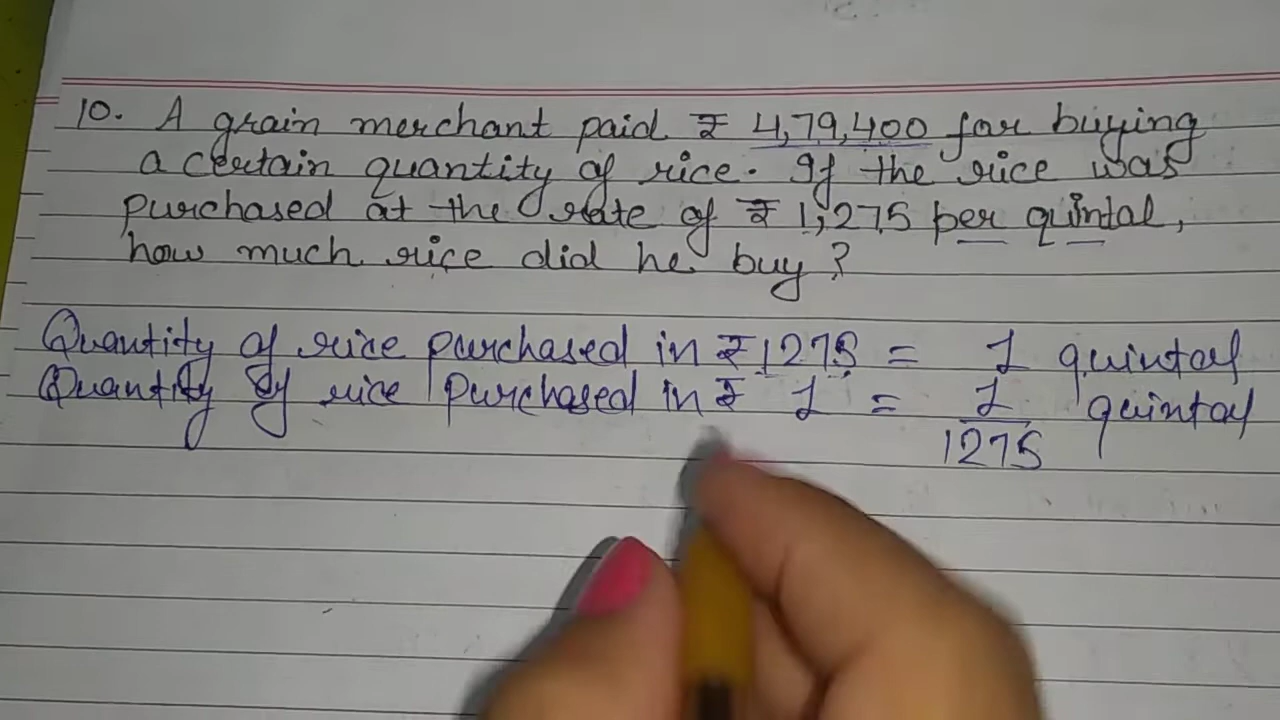 10. A grain merchant paid ₹ 4,79,400 for buying
a certain quantity of rice. If the rice was
purchased at the rate of ₹ 1,275 per quintal,
how much rice did he buy?
Quantity of rice purchased in ₹ 1275 = 1 quintal
Quantity of rice purchased in ₹ 1 = 1 quintal
1275